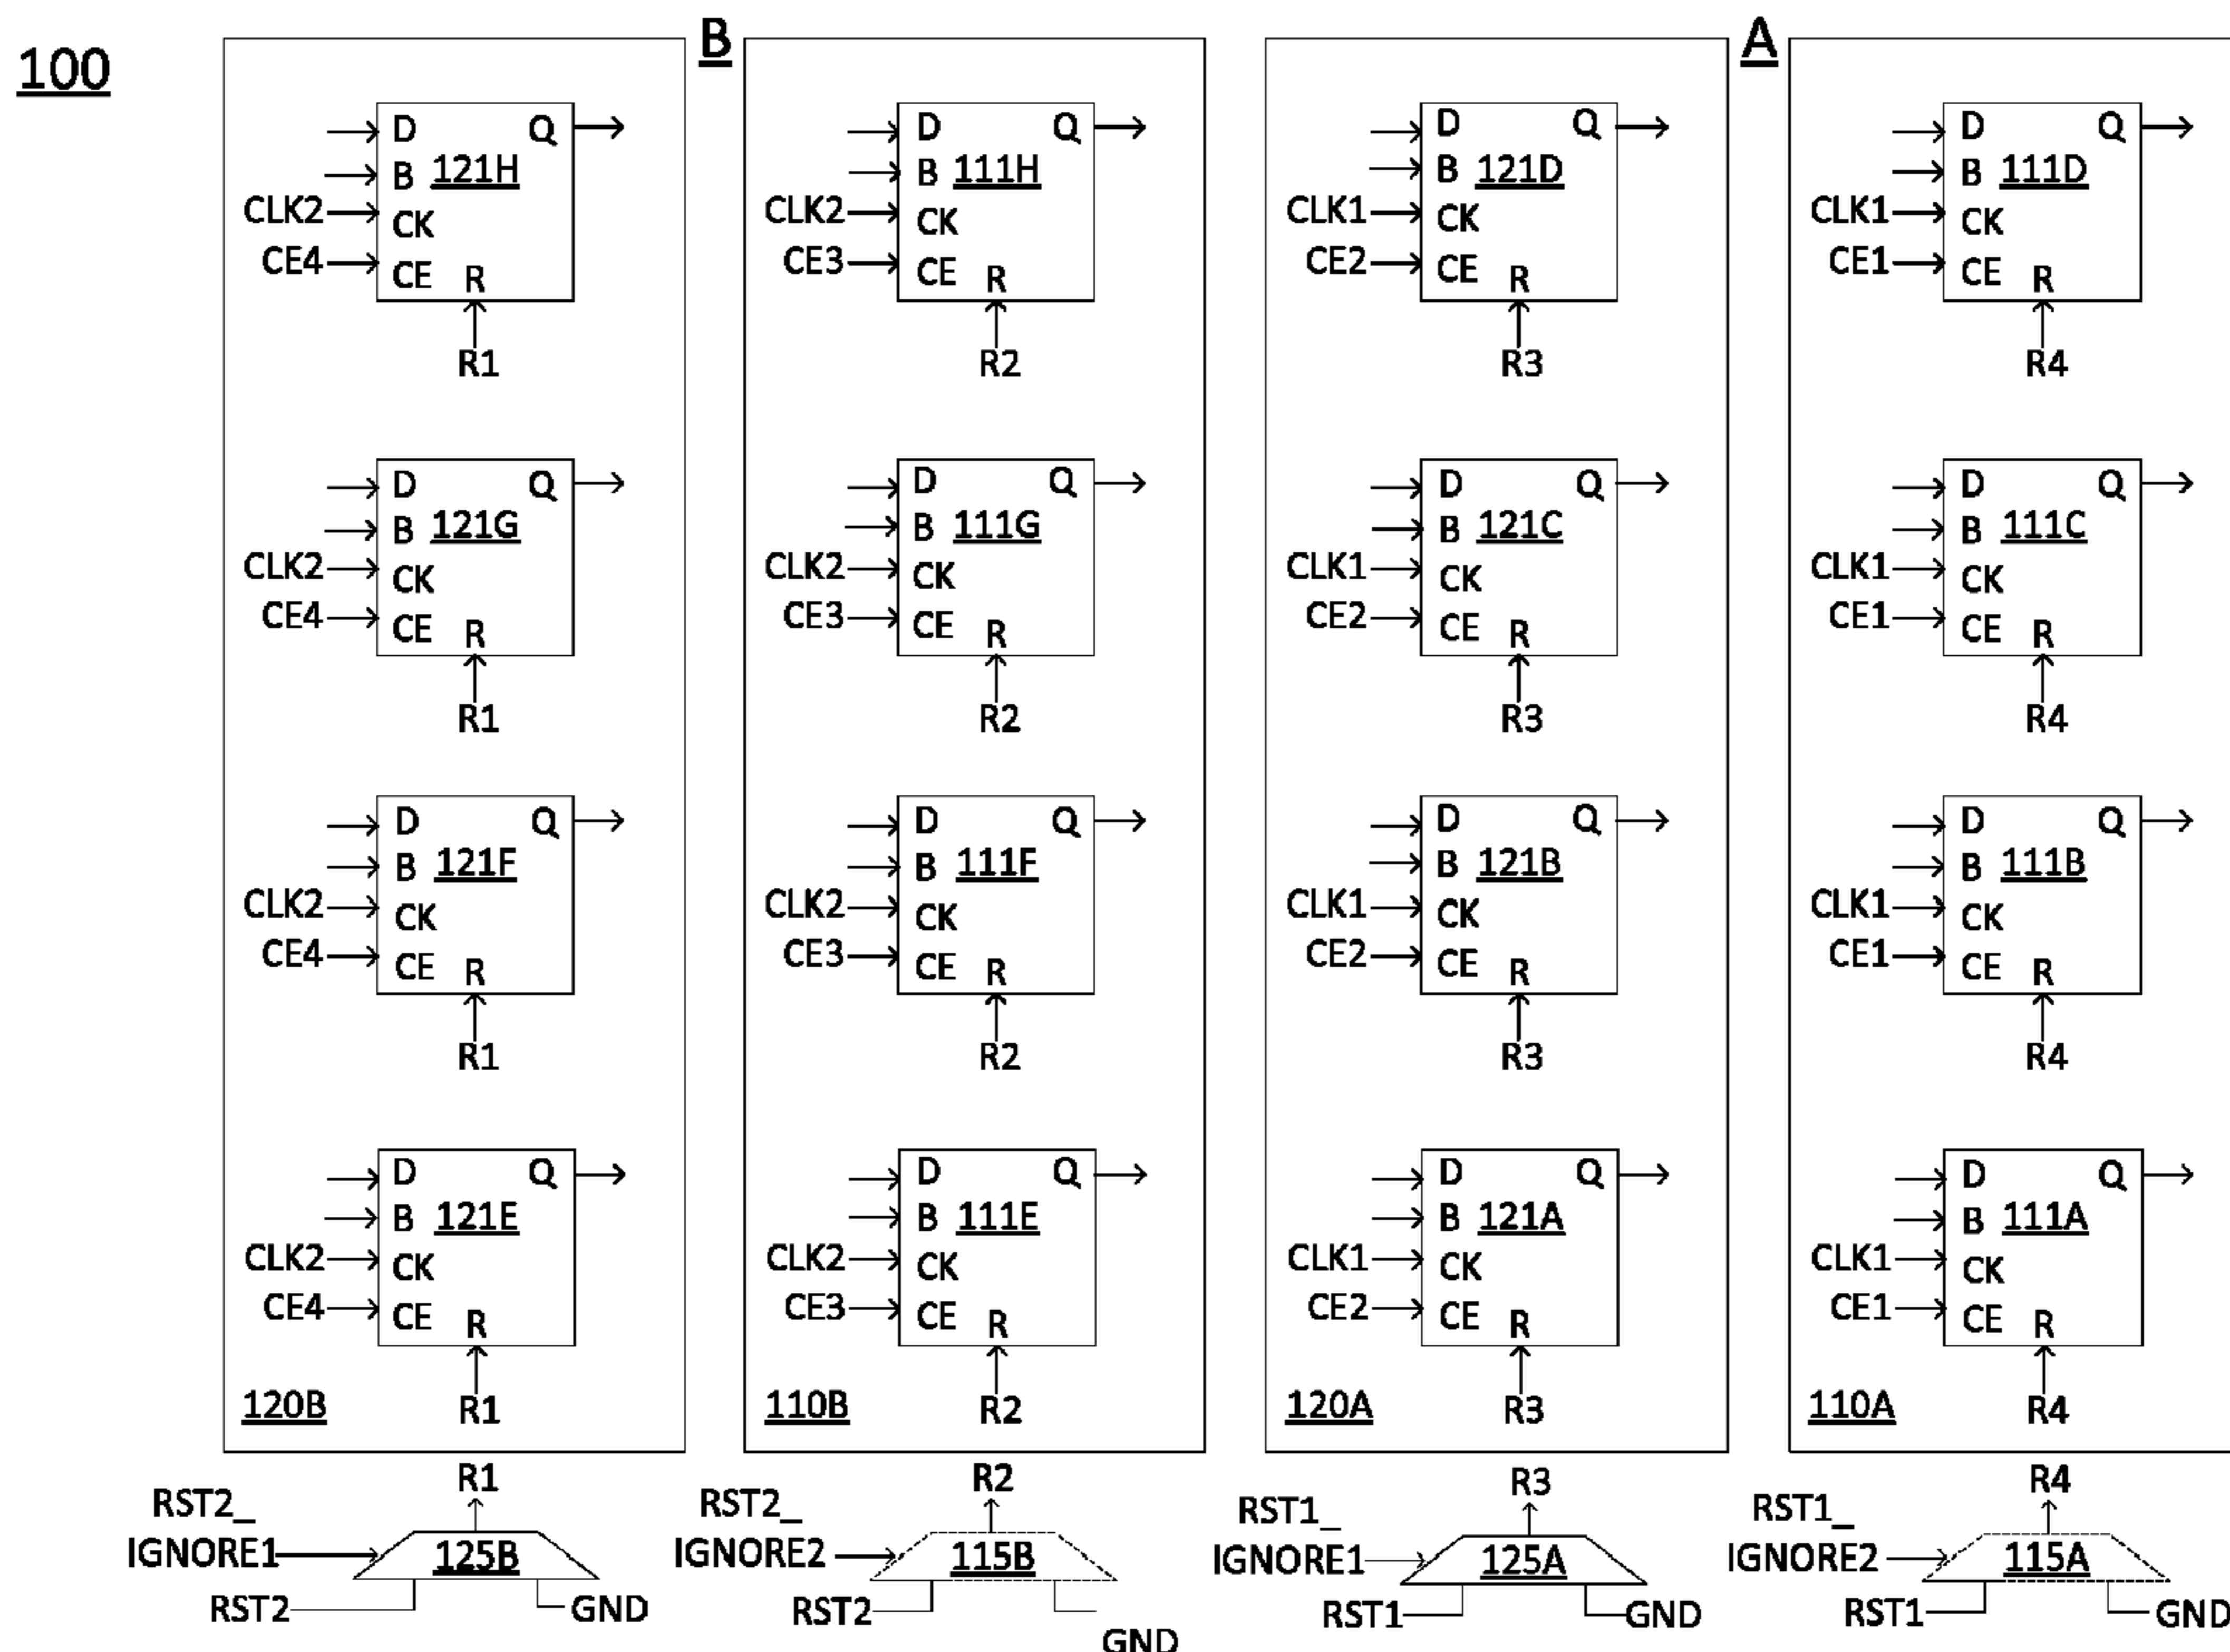 100
B
A
D Q
B 121H
CLK2 CK
CE4 CE R
R1
D Q
B 111H
CLK2 CK
CE3 CE R
R2
D Q
B 121D
CLK1 CK
CE2 CE R
R3
D Q
B 111D
CLK1 CK
CE1 CE R
R4
D Q
B 121G
CLK2 CK
CE4 CE R
R1
D Q
B 111G
CLK2 CK
CE3 CE R
R2
D Q
B 121C
CLK1 CK
CE2 CE R
R3
D Q
B 111C
CLK1 CK
CE1 CE R
R4
D Q
B 121F
CLK2 CK
CE4 CE R
R1
D Q
B 111F
CLK2 CK
CE3 CE R
R2
D Q
B 121B
CLK1 CK
CE2 CE R
R3
D Q
B 111B
CLK1 CK
CE1 CE R
R4
D Q
B 121E
CLK2 CK
CE4 CE R
120B R1
D Q
B 111E
CLK2 CK
CE3 CE R
110B R2
D Q
B 121A
CLK1 CK
CE2 CE R
120A R3
D Q
B 111A
CLK1 CK
CE1 CE R
110A R4
R1
RST2_
IGNORE1 125B
RST2 GND
R2
RST2_
IGNORE2 115B
RST2 GND
R3
RST1_
IGNORE1 125A
RST1 GND
R4
RST1_
IGNORE2 115A
RST1 GND